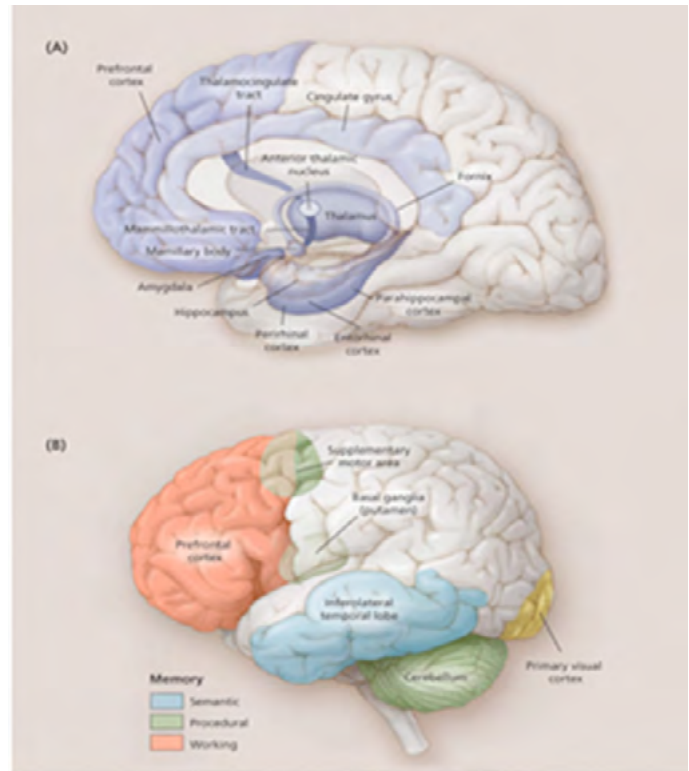 (A)
Prefrontal
cortex
Thalamocingulate
tract
Cingulate gyrus
Anterior thalamic
nucleus
Fornix
Thalamus
Mammillothalamic tract
Mamillary body
Amygdala
Hippocampus
Parahippocampal
cortex
Perirhinal
cortex
Entorhinal
cortex
(B)
Supplementary
motor area
Basal ganglia
(putamen)
Prefrontal
cortex
Inferolateral
temporal lobe
Primary visual
cortex
Cerebellum
Memory
Semantic
Procedural
Working